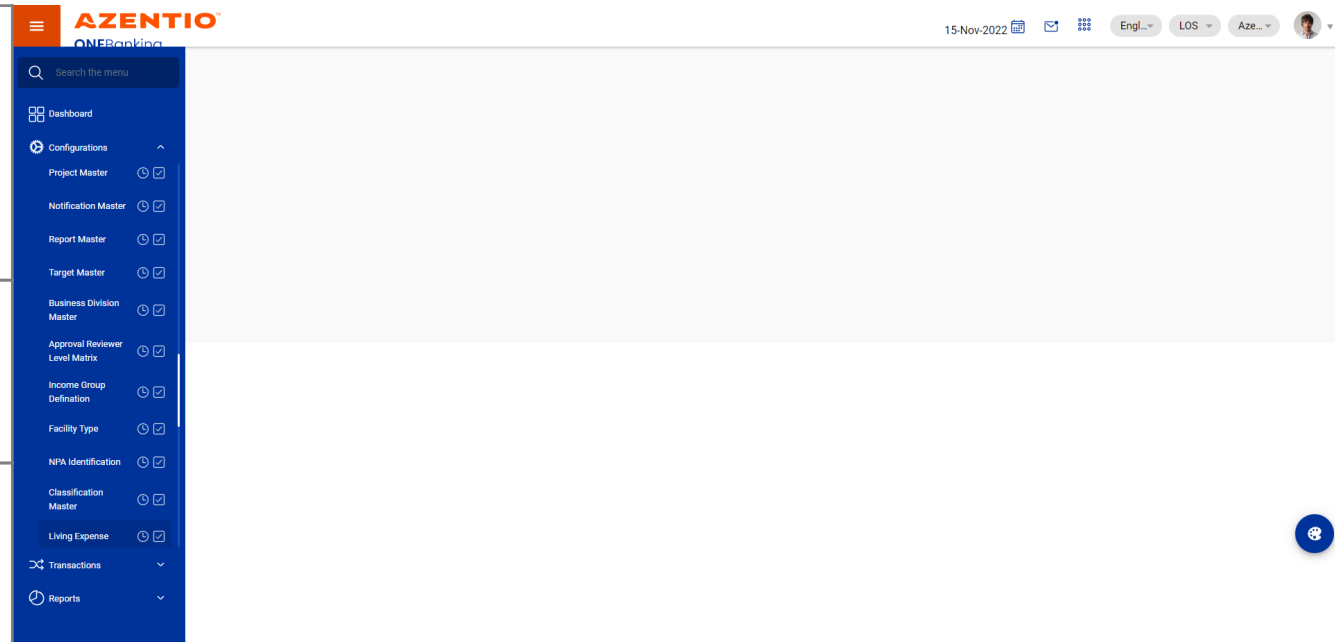 AZENTIO™
ONEBanking
15-Nov-2022
Engl...
LOS
Aze...
Search the menu
Dashboard
Configurations
Project Master
Notification Master
Report Master
Target Master
Business Division
Master
Approval Reviewer
Level Matrix
Income Group
Defination
Facility Type
NPA Identification
Classification
Master
Living Expense
Transactions
Reports